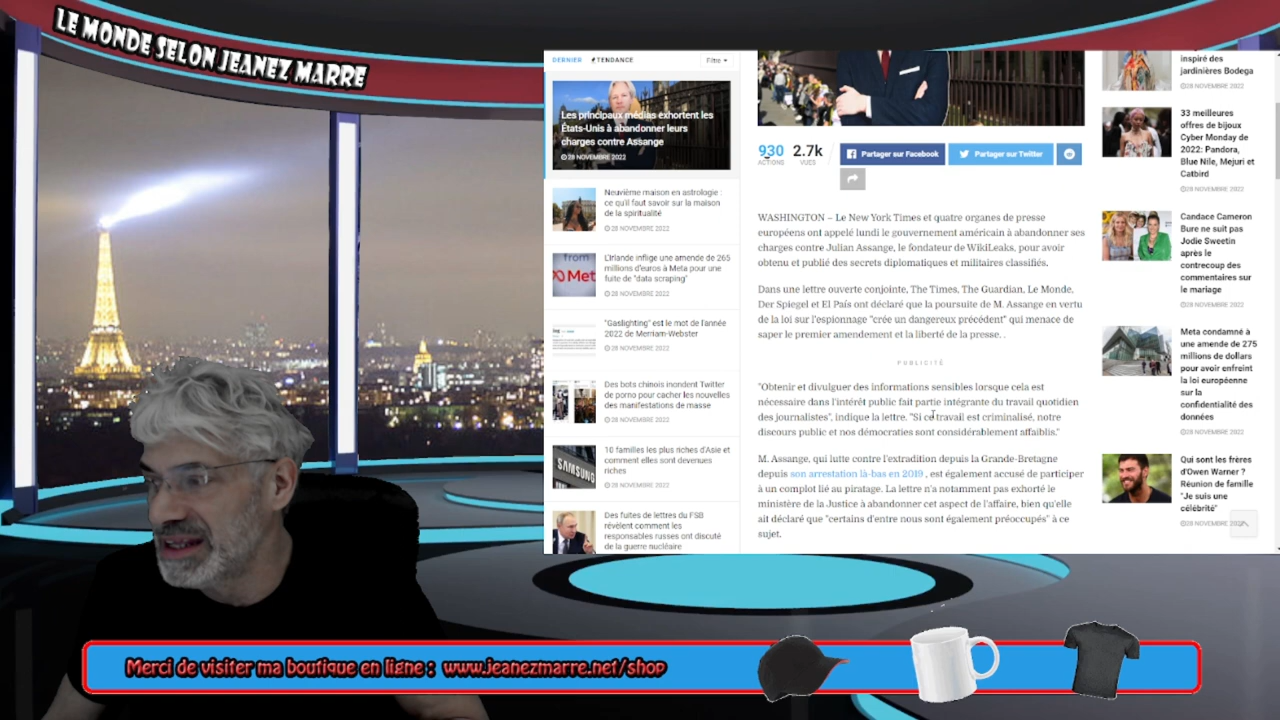 LE MONDE SELON JEANEZ MARRE
DERNIER
TENDANCE
Filtre
Les principaux médias exhortent les
États-Unis à abandonner leurs
charges contre Assange
28 NOVEMBRE 2022
Neuvième maison en astrologie :
ce qu'il faut savoir sur la maison
de la spiritualité
28 NOVEMBRE 2022
from
Met
L'Irlande inflige une amende de 265
millions d'euros à Meta pour une
fuite de "data scraping"
28 NOVEMBRE 2022
"Gaslighting" est le mot de l'année
2022 de Merriam-Webster
28 NOVEMBRE 2022
Des bots chinois inondent Twitter
de porno pour cacher les nouvelles
des manifestations de masse
28 NOVEMBRE 2022
SAMSUNG
10 familles les plus riches d'Asie et
comment elles sont devenues
riches
28 NOVEMBRE 2022
Des fuites de lettres du FSB
révèlent comment les
responsables russes ont discuté
de la guerre nucléaire
930 2.7k
ACTIONS VUES
Partager sur Facebook
Partager sur Twitter
WASHINGTON – Le New York Times et quatre organes de presse
européens ont appelé lundi le gouvernement américain à abandonner ses
charges contre Julian Assange, le fondateur de WikiLeaks, pour avoir
obtenu et publié des secrets diplomatiques et militaires classifiés.
Dans une lettre ouverte conjointe, The Times, The Guardian, Le Monde,
Der Spiegel et El País ont déclaré que la poursuite de M. Assange en vertu
de la loi sur l'espionnage "crée un dangereux précédent" qui menace de
saper le premier amendement et la liberté de la presse. .
PUBLICITÉ
"Obtenir et divulguer des informations sensibles lorsque cela est
nécessaire dans l'intérêt public fait partie intégrante du travail quotidien
des journalistes", indique la lettre. "Si ce travail est criminalisé, notre
discours public et nos démocraties sont considérablement affaiblis."
M. Assange, qui lutte contre l'extradition depuis la Grande-Bretagne
depuis son arrestation là-bas en 2019 , est également accusé de participer
à un complot lié au piratage. La lettre n'a notamment pas exhorté le
ministère de la Justice à abandonner cet aspect de l'affaire, bien qu'elle
ait déclaré que "certains d'entre nous sont également préoccupés" à ce
sujet.
inspiré des
jardinières Bodega
28 NOVEMBRE 2022
33 meilleures
offres de bijoux
Cyber Monday de
2022: Pandora,
Blue Nile, Mejuri et
Catbird
28 NOVEMBRE 2022
Candace Cameron
Bure ne suit pas
Jodie Sweetin
après le
contrecoup des
commentaires sur
le mariage
28 NOVEMBRE 2022
Meta condamné à
une amende de 275
millions de dollars
pour avoir enfreint
la loi européenne
sur la
confidentialité des
données
28 NOVEMBRE 2022
Qui sont les frères
d'Owen Warner ?
Réunion de famille
"Je suis une
célébrité"
28 NOVEMBRE 2022
Merci de visiter ma boutique en ligne : www.jeanezmarre.net/shop